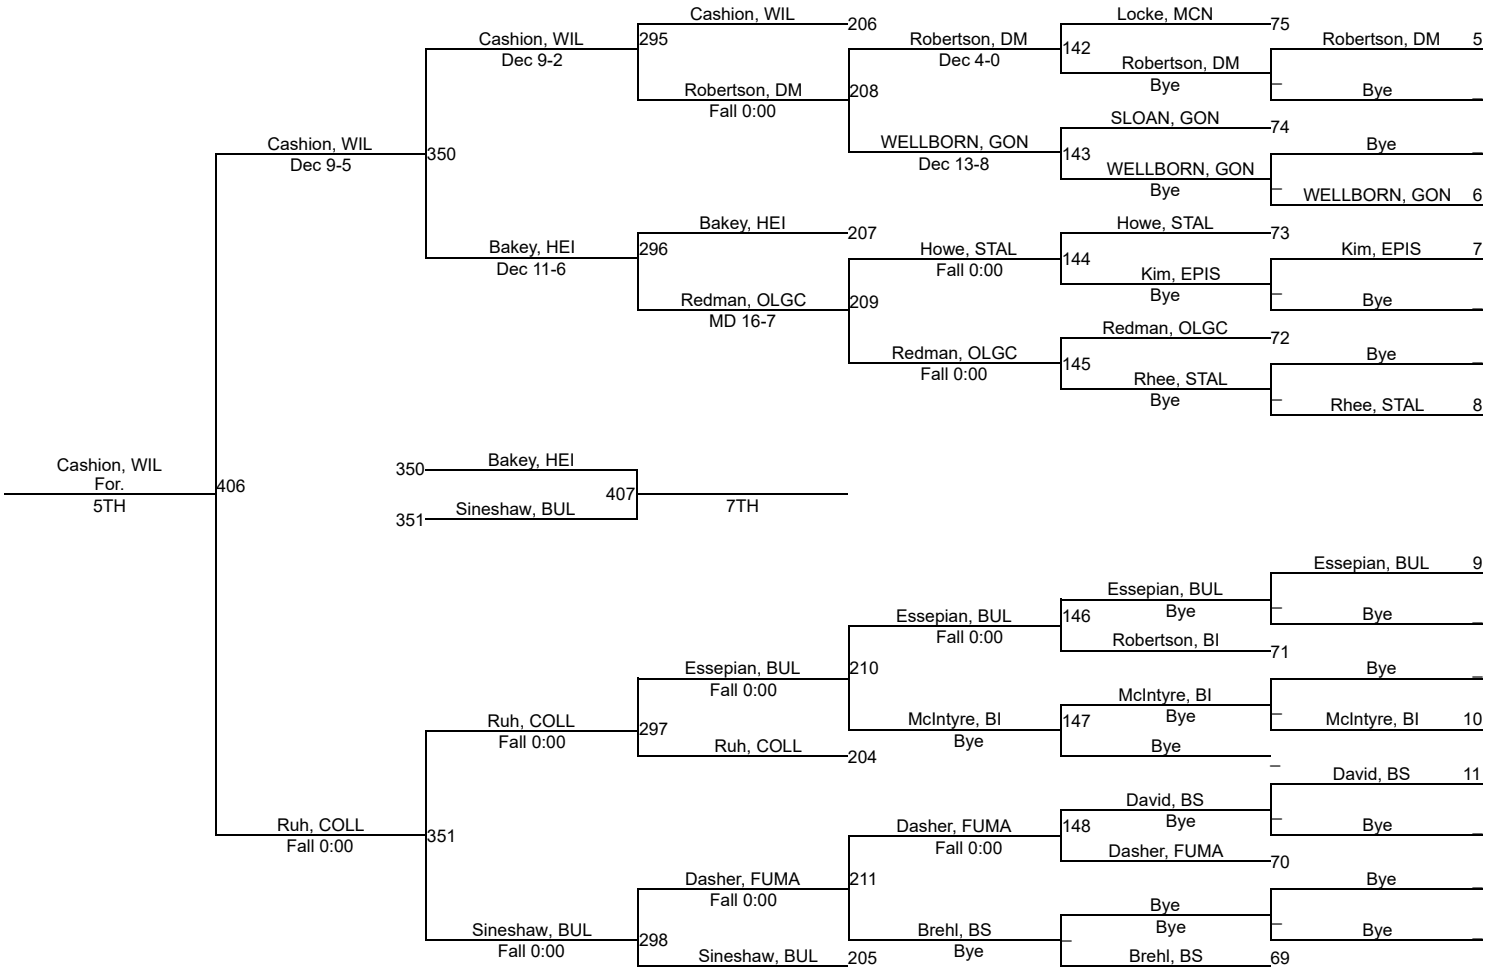 Cashion, WIL 206
Locke, MCN 75
Cashion, WIL 295
Robertson, DM
Robertson, DM 5
Dec 9-2
Dec 4-0
142
Robertson, DM
Bye
Robertson, DM 208
Fall 0:00
Bye
SLOAN, GON 74
WELLBORN, GON
Bye
Cashion, WIL 350
Dec 9-5
Dec 13-8
143
WELLBORN, GON
Bye
WELLBORN, GON 6
Bakey, HEI 207
Howe, STAL 73
Bakey, HEI 296
Howe, STAL
Kim, EPIS 7
Dec 11-6
Fall 0:00
144
Kim, EPIS
Bye
Redman, OLGC 209
MD 16-7
Bye
Redman, OLGC 72
Redman, OLGC
Bye
Fall 0:00
145
Rhee, STAL
Bye
Rhee, STAL 8
Cashion, WIL
For.
5TH
406
350 Bakey, HEI
407
7TH
351 Sineshaw, BUL
Essepian, BUL 9
Essepian, BUL
Bye
Essepian, BUL
Fall 0:00
146
Bye
Robertson, BI 71
Essepian, BUL 210
Fall 0:00
Bye
McIntyre, BI
Bye
Ruh, COLL
Fall 0:00
297
McIntyre, BI
Bye
147
McIntyre, BI 10
Ruh, COLL 204
Bye
David, BS 11
David, BS
Bye
Ruh, COLL
Fall 0:00
351
Dasher, FUMA
Fall 0:00
148
Bye
Dasher, FUMA 70
Dasher, FUMA 211
Fall 0:00
Bye
Bye
Bye
Sineshaw, BUL
Fall 0:00
298
Brehl, BS
Bye
Bye
Sineshaw, BUL 205
Brehl, BS 69